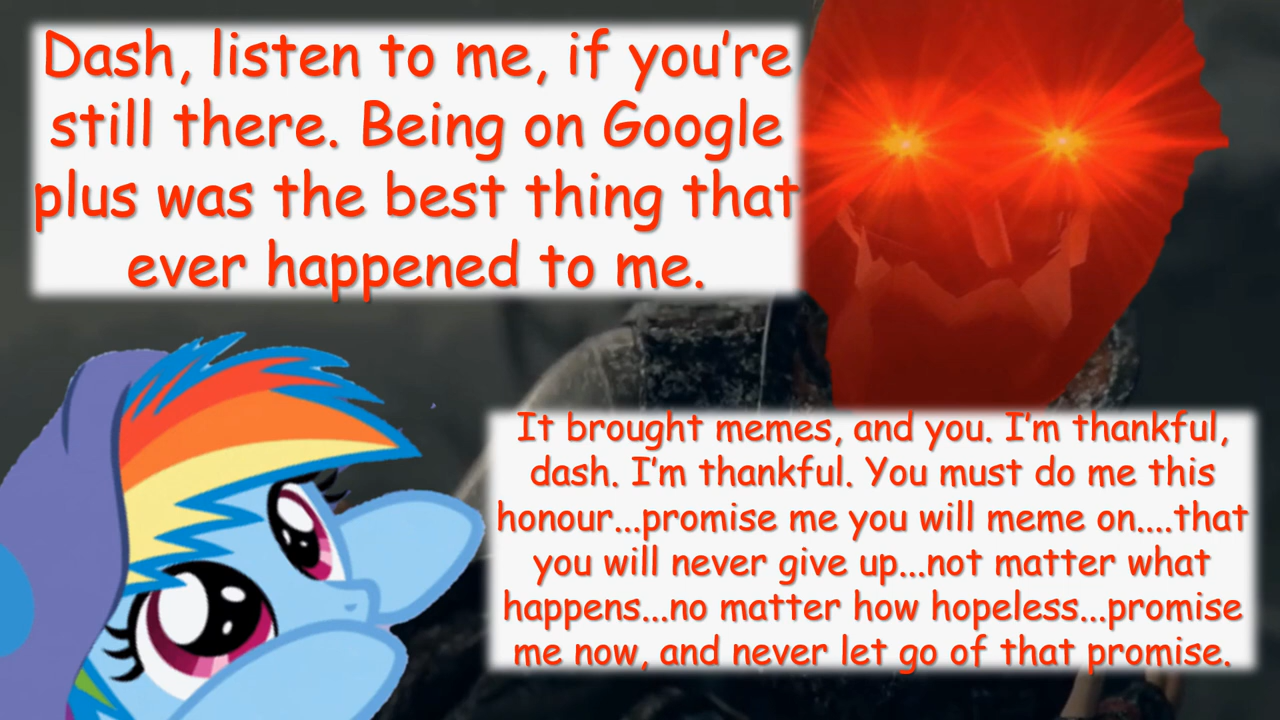 Dash, listen to me, if you’re
still there. Being on Google
plus was the best thing that
ever happened to me.
It brought memes, and you. I’m thankful,
dash. I’m thankful. You must do me this
honour...promise me you will meme on....that
you will never give up...not matter what
happens...no matter how hopeless...promise
me now, and never let go of that promise.